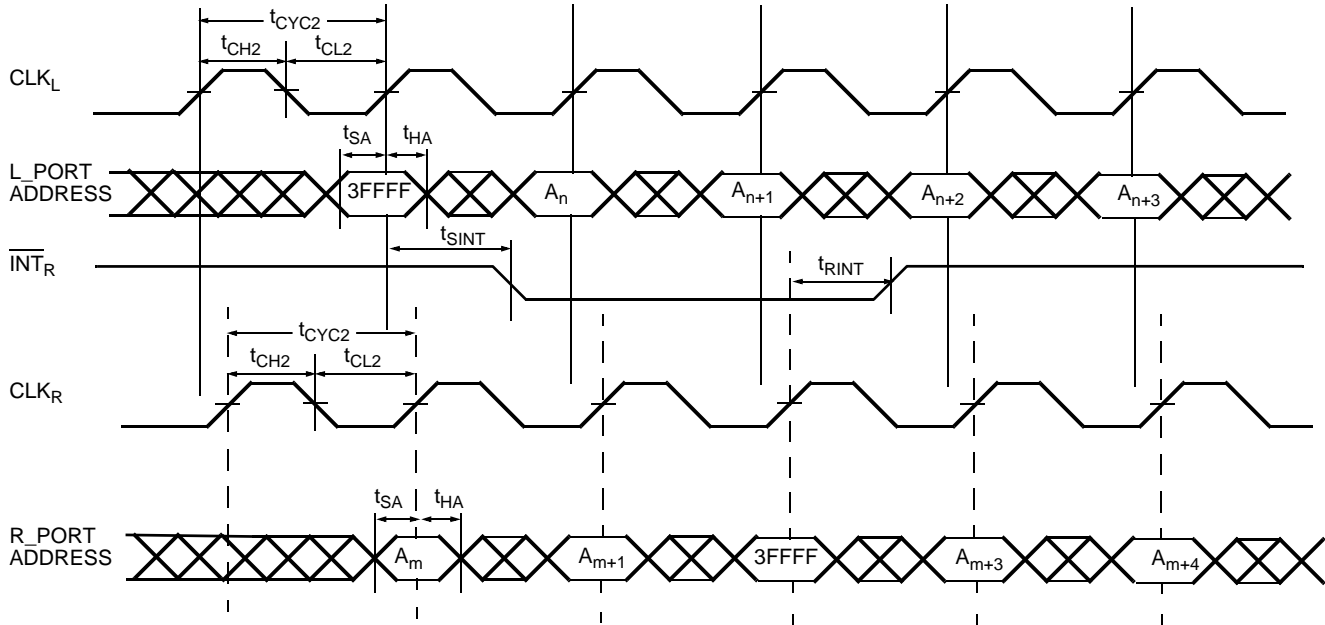 tCYC2
tCH2 tCL2
CLKL
tSA tHA
L_PORT
ADDRESS
3FFFF An An+1 An+2 An+3
tSINT
INTR
tRINT
tCYC2
tCH2 tCL2
CLKR
tSA tHA
R_PORT
ADDRESS
Am Am+1 3FFFF Am+3 Am+4